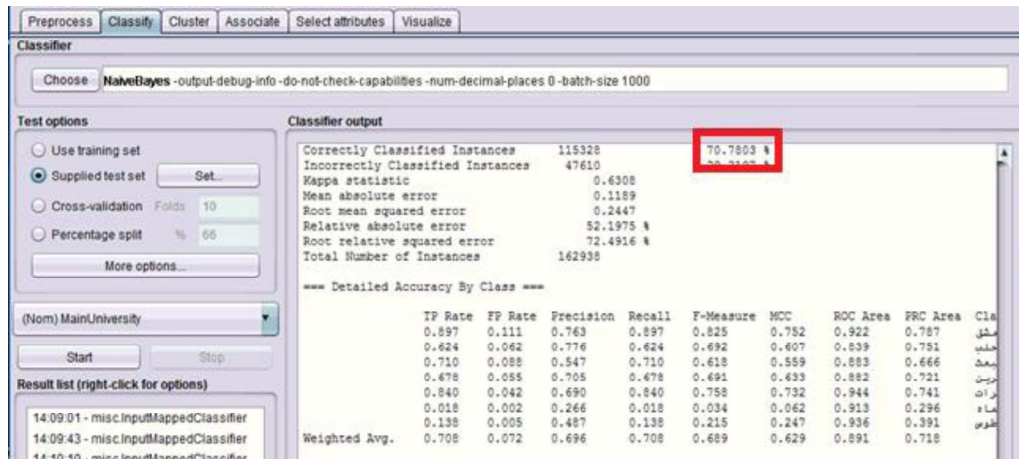 Preprocess Classify Cluster Associate Select attributes Visualize
Classifier
Choose NaiveBayes -output-debug-info -do-not-check-capabilities -num-decimal-places 0 -batch-size 1000
Test options
Use training set
Supplied test set Set...
Cross-validation Folds 10
Percentage split % 66
More options...
(Nom) MainUniversity
Start Stop
Result list (right-click for options)
14:09:01 - misc.InputMappedClassifier
14:09:43 - misc.InputMappedClassifier
14:10:10 - misc.InputMappedClassifier
Classifier output
Correctly Classified Instances 115328 70.7803 %
Incorrectly Classified Instances 47610 %
Kappa statistic 0.6308
Mean absolute error 0.1189
Root mean squared error 0.2447
Relative absolute error 52.1975 %
Root relative squared error 72.4916 %
Total Number of Instances 162938
=== Detailed Accuracy By Class ===
TP Rate FP Rate Precision Recall F-Measure MCC ROC Area PRC Area Cla
0.897 0.111 0.763 0.897 0.825 0.752 0.922 0.787 مشق
0.624 0.062 0.776 0.624 0.692 0.607 0.839 0.751 حلب
0.710 0.088 0.547 0.710 0.618 0.559 0.883 0.666 بعث
0.678 0.055 0.705 0.678 0.691 0.633 0.882 0.721 رين
0.840 0.042 0.690 0.840 0.758 0.732 0.944 0.741 رات
0.018 0.002 0.266 0.018 0.034 0.062 0.913 0.296 ماه
0.138 0.005 0.487 0.138 0.215 0.247 0.936 0.391 طوس
Weighted Avg. 0.708 0.072 0.696 0.708 0.689 0.629 0.891 0.718